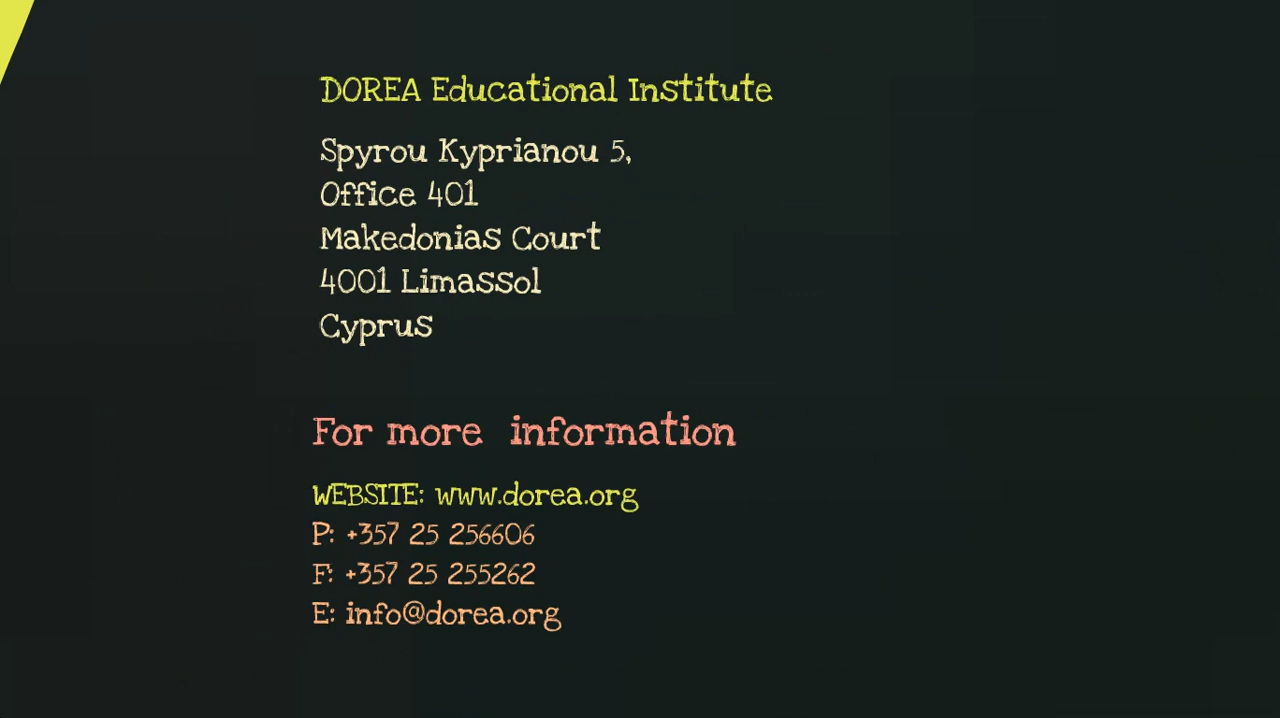 DOREA Educational Institute
Spyrou Kyprianou 5,
Office 401
Makedonias Court
4001 Limassol
Cyprus
For more information
WEBSITE: www.dorea.org
P: +357 25 256606
F: +357 25 255262
E: info@dorea.org